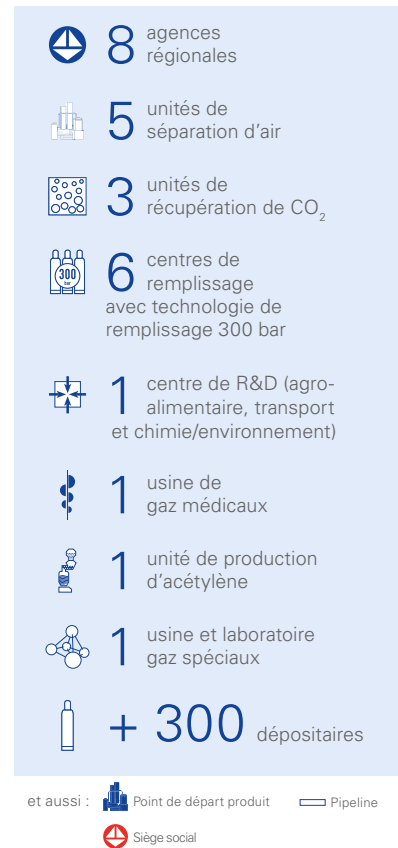 8 agences
régionales
5 unités de
séparation d'air
3 unités de
récupération de CO₂
300
bar
6 centres de
remplissage
avec technologie de
remplissage 300 bar
1 centre de R&D (agro-
alimentaire, transport
et chimie/environnement)
1 usine de
gaz médicaux
1 unité de production
d'acétylène
1 usine et laboratoire
gaz spéciaux
+ 300 dépositaires
et aussi : Point de départ produit Pipeline
Siège social